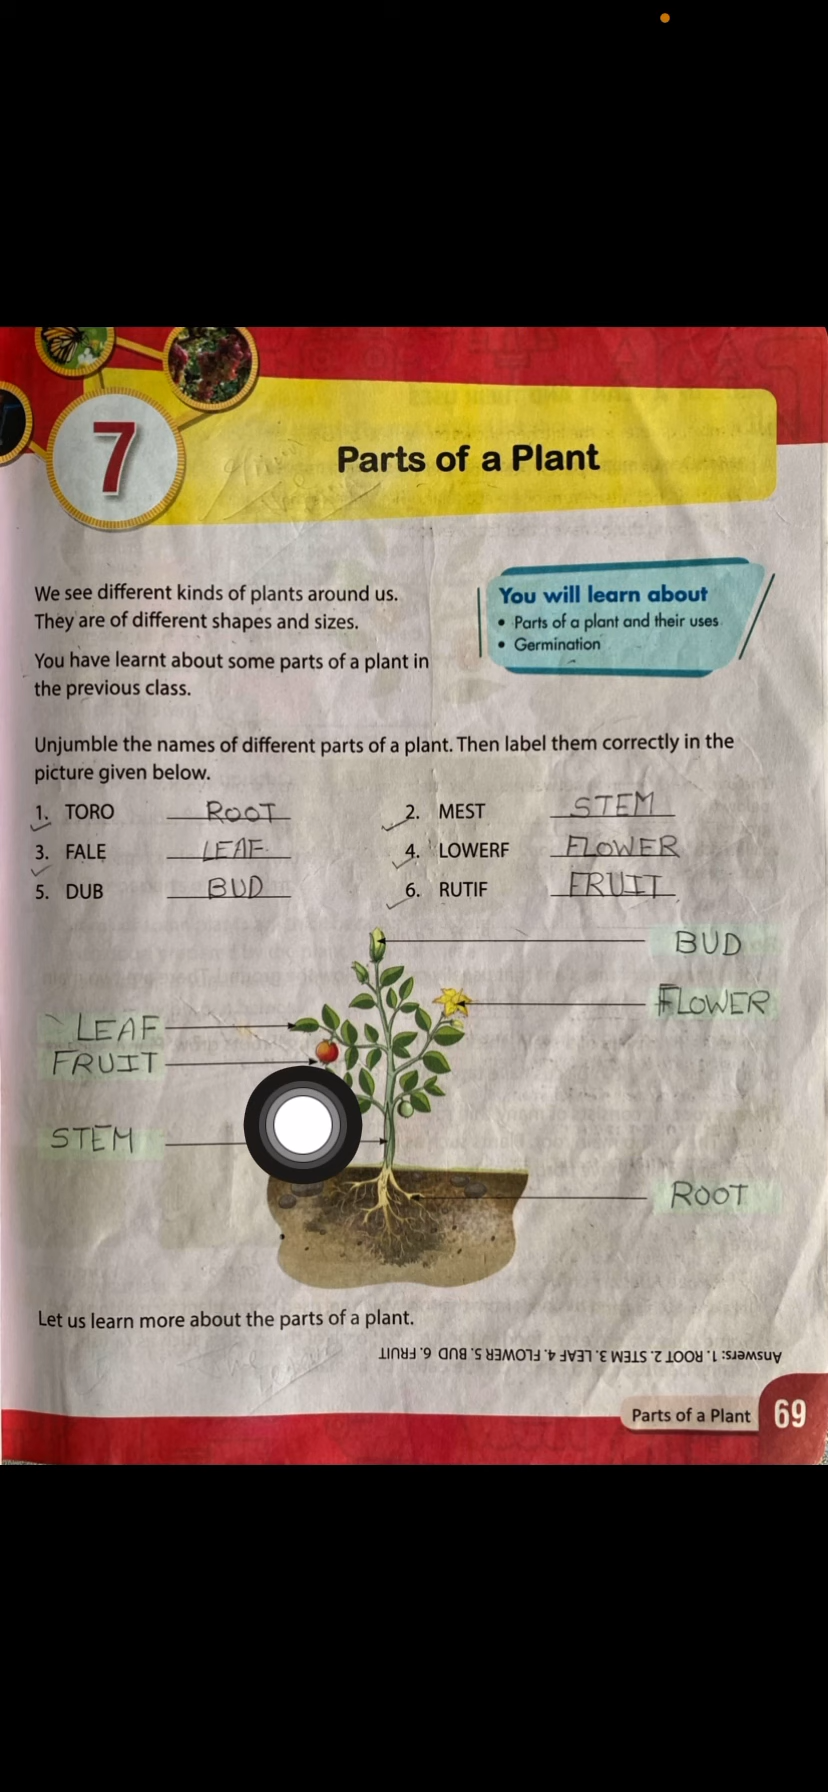 7
Parts of a Plant
We see different kinds of plants around us.
They are of different shapes and sizes.
You have learnt about some parts of a plant in
the previous class.
You will learn about
• Parts of a plant and their uses
• Germination
Unjumble the names of different parts of a plant. Then label them correctly in the
picture given below.
1. TORO ROOT 2. MEST STEM
3. FALE LEAF 4. LOWERF FLOWER
5. DUB BUD 6. RUTIF FRUIT
BUD
FLOWER
LEAF
FRUIT
STEM
ROOT
Let us learn more about the parts of a plant.
Answers: 1. ROOT 2. STEM 3. LEAF 4. FLOWER 5. BUD 6. FRUIT
Parts of a Plant 69